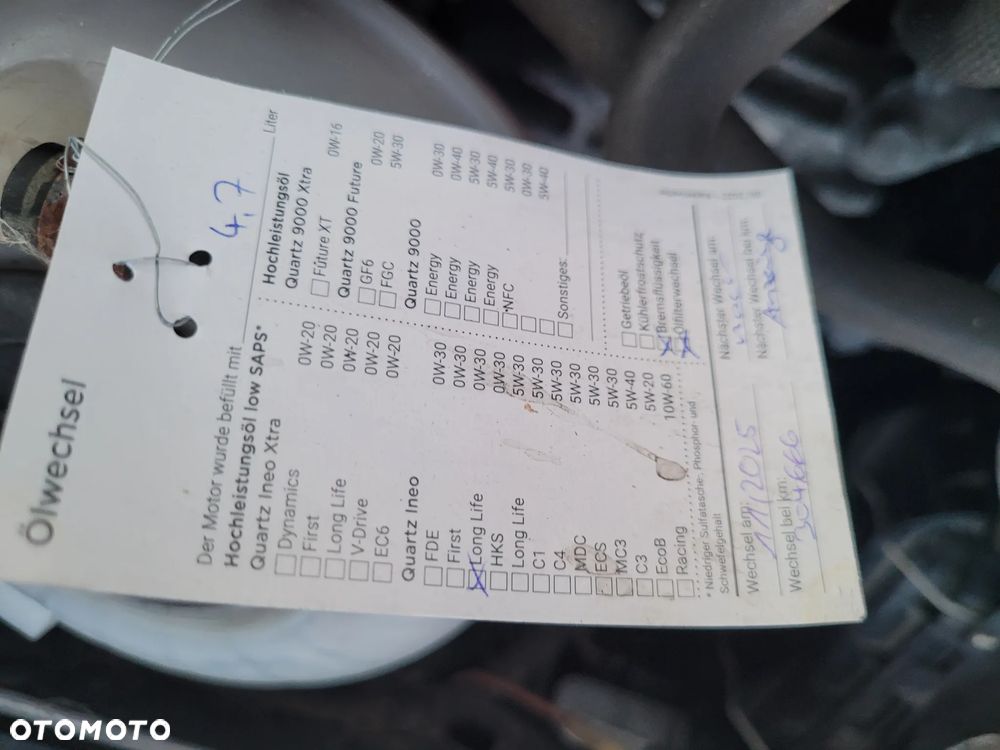 Ölwechsel
Der Motor wurde befüllt mit 4,7 Liter
Hochleistungsöl low SAPS*
Quartz Ineo Xtra
Dynamics 0W-20
First 0W-20
Long Life 0W-20
V-Drive 0W-20
EC6 0W-20
Quartz Ineo
FDE 0W-30
First 0W-30
Long Life 0W-30
HKS 0W-30
Long Life 5W-30
C1 5W-30
C4 5W-30
MDC 5W-30
ECS 5W-30
MC3 5W-30
C3 5W-40
EcoB 5W-20
Racing 10W-60
* Niedriger Sulfatasche-, Phosphor- und
Schwefelgehalt
Hochleistungsöl
Quartz 9000 Xtra
Future XT 0W-16
Quartz 9000 Future
GF6 0W-20
FGC 5W-30
Quartz 9000
Energy 0W-30
Energy 0W-40
Energy 5W-30
Energy 5W-40
NFC 5W-30
0W-30
5W-40
Sonstiges:
Getriebeöl
Kühlerfrostschutz
Bremsflüssigkeit
Ölfilterwechsel
Wechsel am: 11/2025
Nächster Wechsel am:
Wechsel bei km: 304666
Nächster Wechsel bei km: Anzeige
OTOMOTO